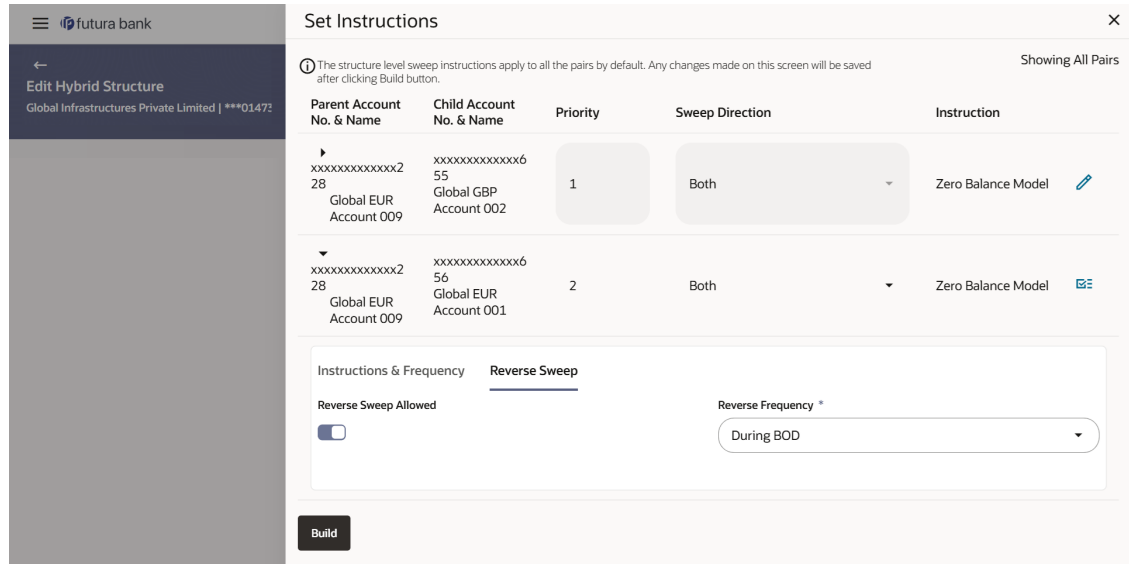 futura bank
Set Instructions
Edit Hybrid Structure
Global Infrastructures Private Limited | ***01473
The structure level sweep instructions apply to all the pairs by default. Any changes made on this screen will be saved
after clicking Build button.
Showing All Pairs
Parent Account
No. & Name
Child Account
No. & Name
Priority
Sweep Direction
Instruction
xxxxxxxxxxxxx2
28
Global EUR
Account 009
xxxxxxxxxxxxx6
55
Global GBP
Account 002
1
Both
Zero Balance Model
xxxxxxxxxxxxx2
28
Global EUR
Account 009
xxxxxxxxxxxxx6
56
Global EUR
Account 001
2
Both
Zero Balance Model
Instructions & Frequency
Reverse Sweep
Reverse Sweep Allowed
Reverse Frequency *
During BOD
Build